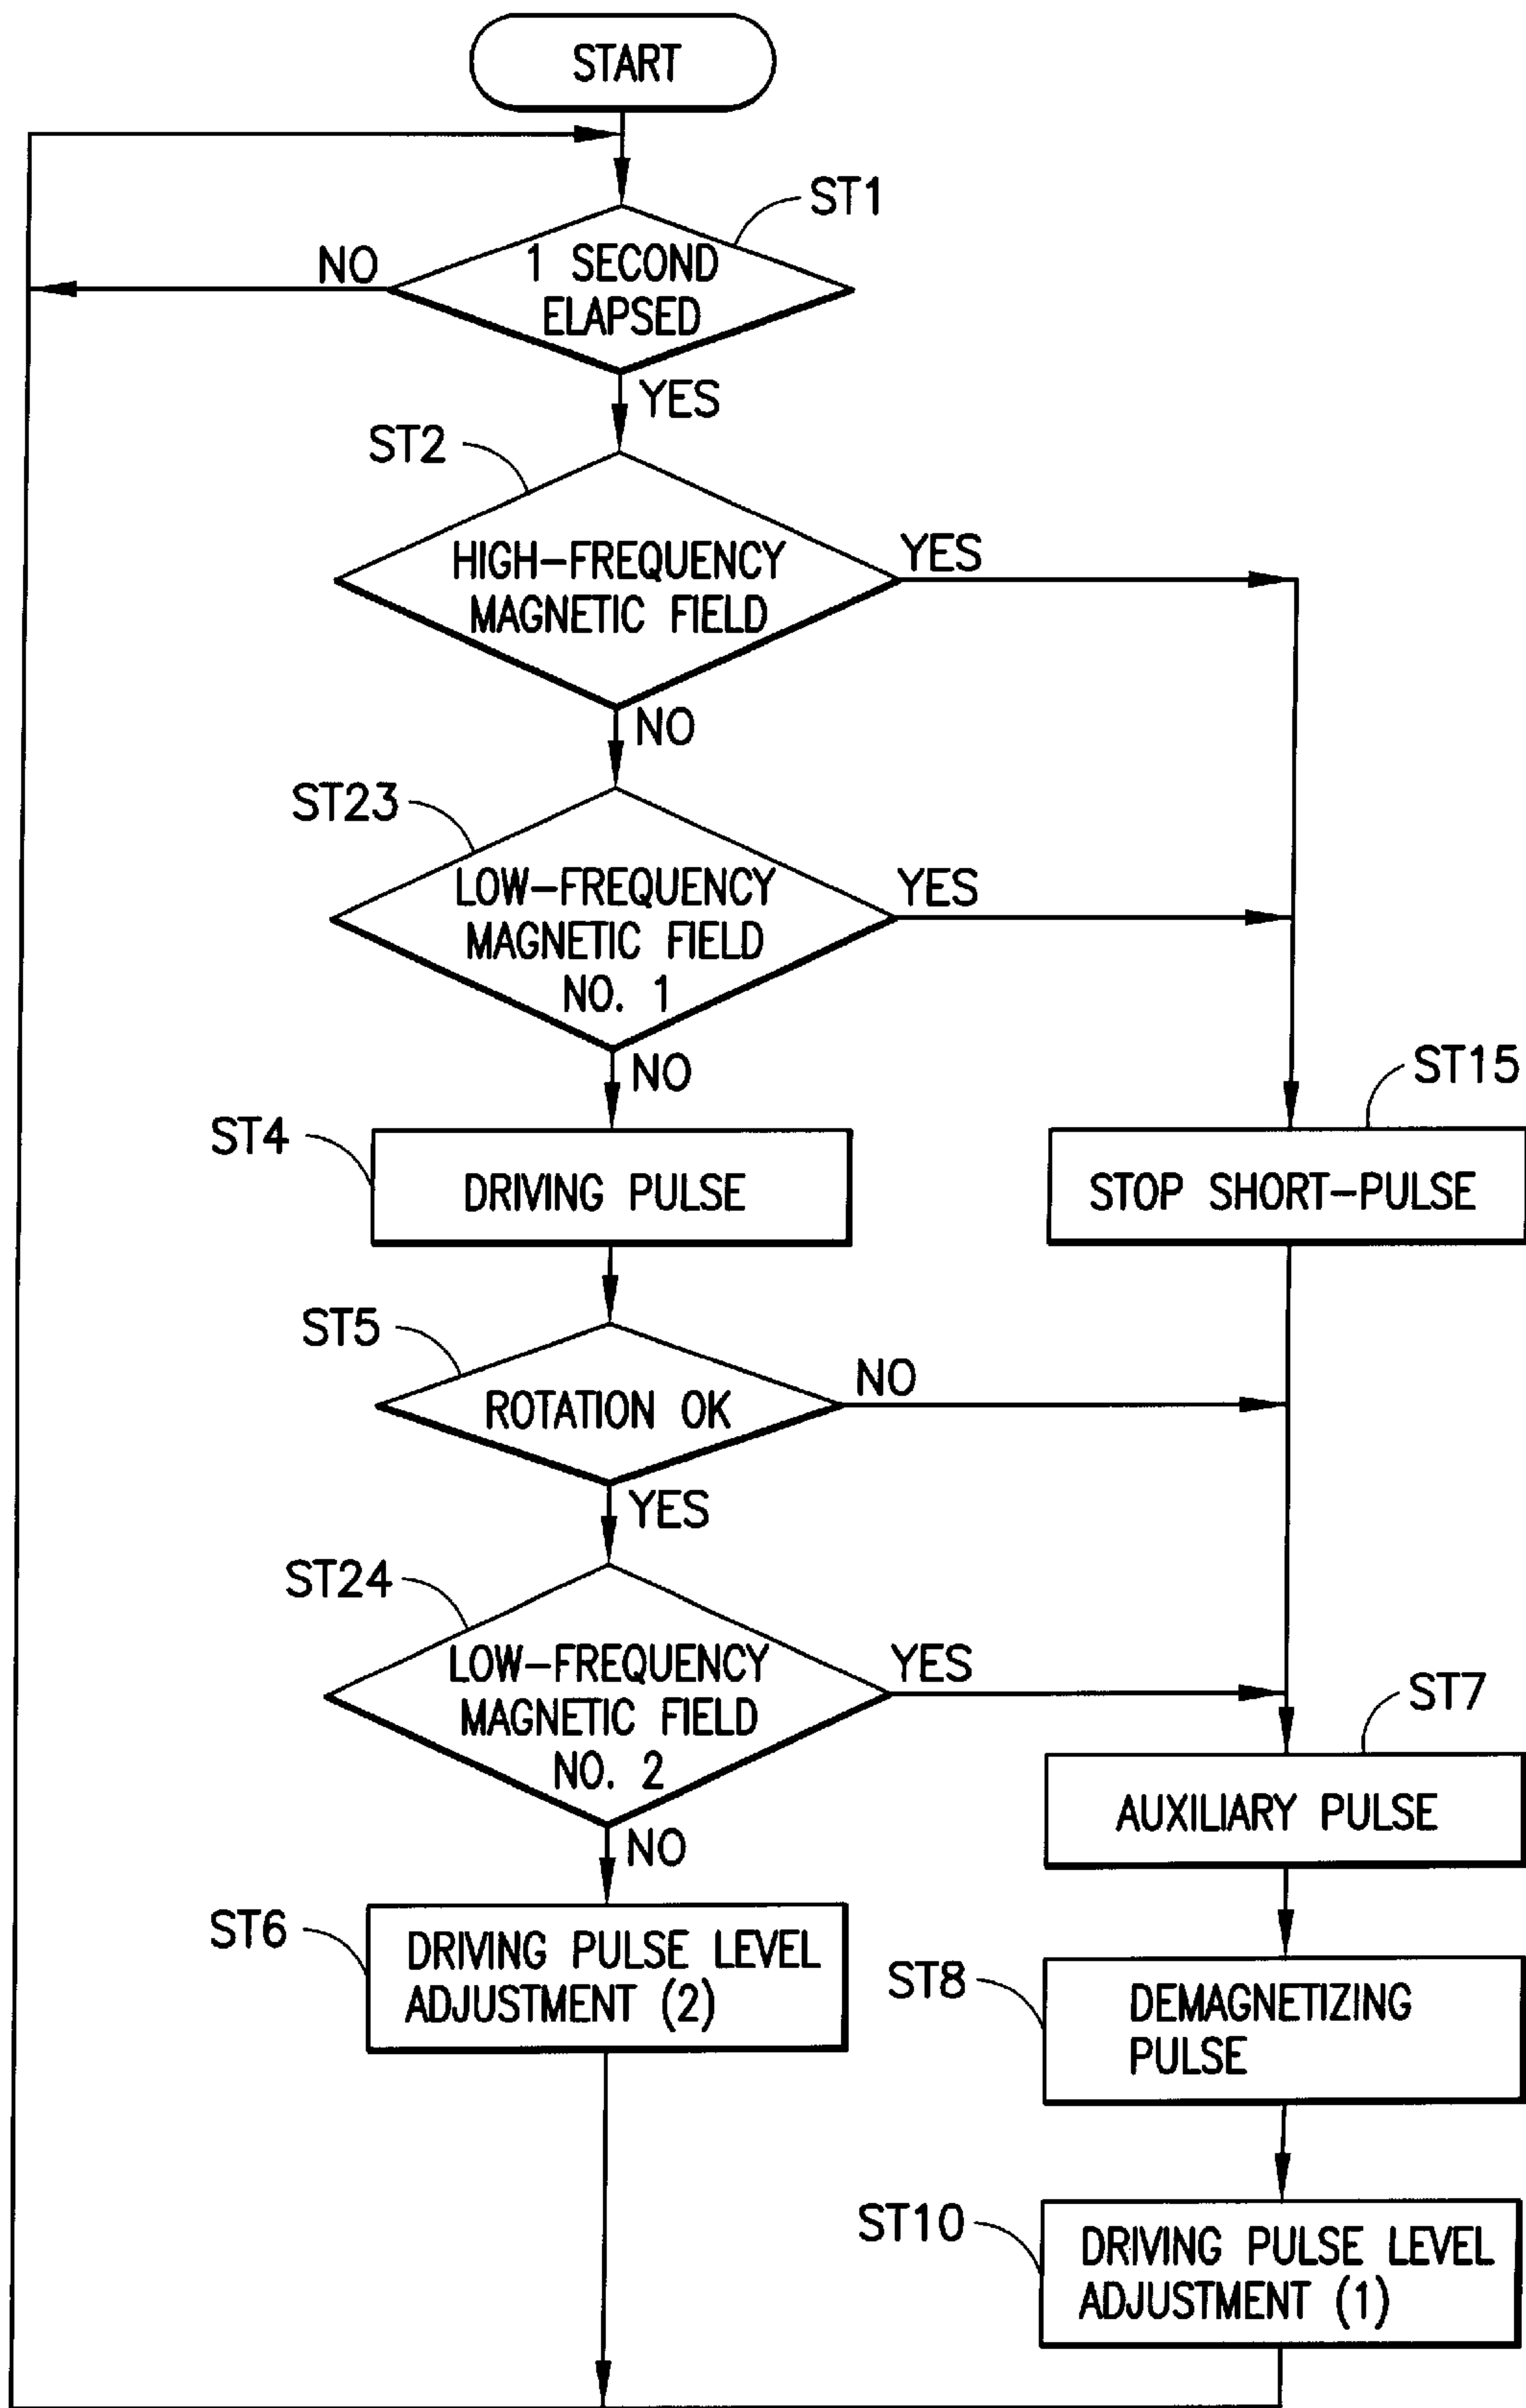 START
ST1
NO
1 SECOND
ELAPSED
YES
ST2
HIGH-FREQUENCY
MAGNETIC FIELD
YES
NO
ST23
LOW-FREQUENCY
MAGNETIC FIELD
NO. 1
YES
NO
ST15
ST4
DRIVING PULSE
STOP SHORT-PULSE
ST5
ROTATION OK
NO
YES
ST24
LOW-FREQUENCY
MAGNETIC FIELD
NO. 2
YES
ST7
AUXILIARY PULSE
NO
ST6
DRIVING PULSE LEVEL
ADJUSTMENT (2)
ST8
DEMAGNETIZING
PULSE
ST10
DRIVING PULSE LEVEL
ADJUSTMENT (1)